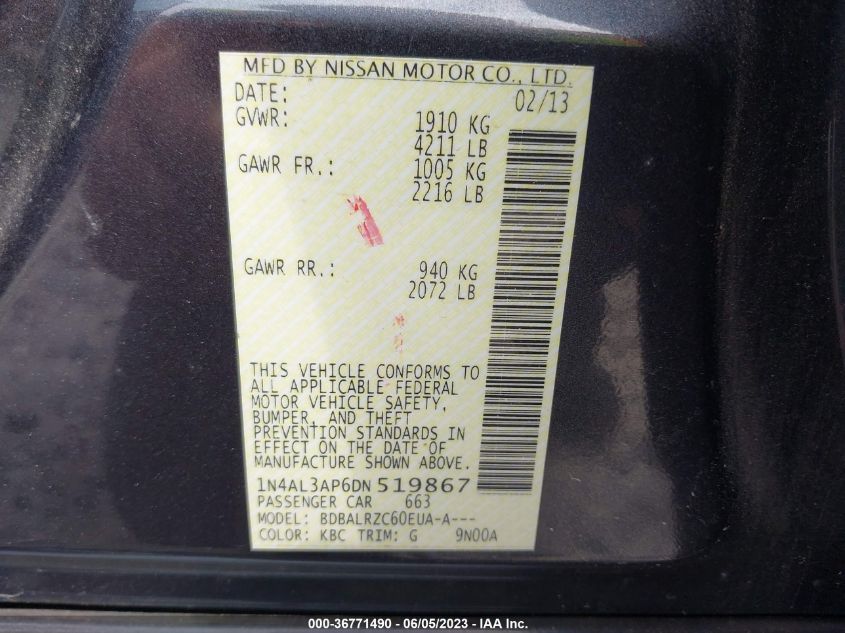 MFD BY NISSAN MOTOR CO., LTD.
DATE: 02/13
GVWR: 1910 KG
4211 LB
GAWR FR.: 1005 KG
2216 LB
GAWR RR.: 940 KG
2072 LB
THIS VEHICLE CONFORMS TO
ALL APPLICABLE FEDERAL
MOTOR VEHICLE SAFETY,
BUMPER, AND THEFT
PREVENTION STANDARDS IN
EFFECT ON THE DATE OF
MANUFACTURE SHOWN ABOVE.
1N4AL3AP6DN519867
PASSENGER CAR 663
MODEL: BDBALRZC60EUA-A---
COLOR: KBC TRIM: G 9N00A
000-36771490 - 06/05/2023 - IAA Inc.